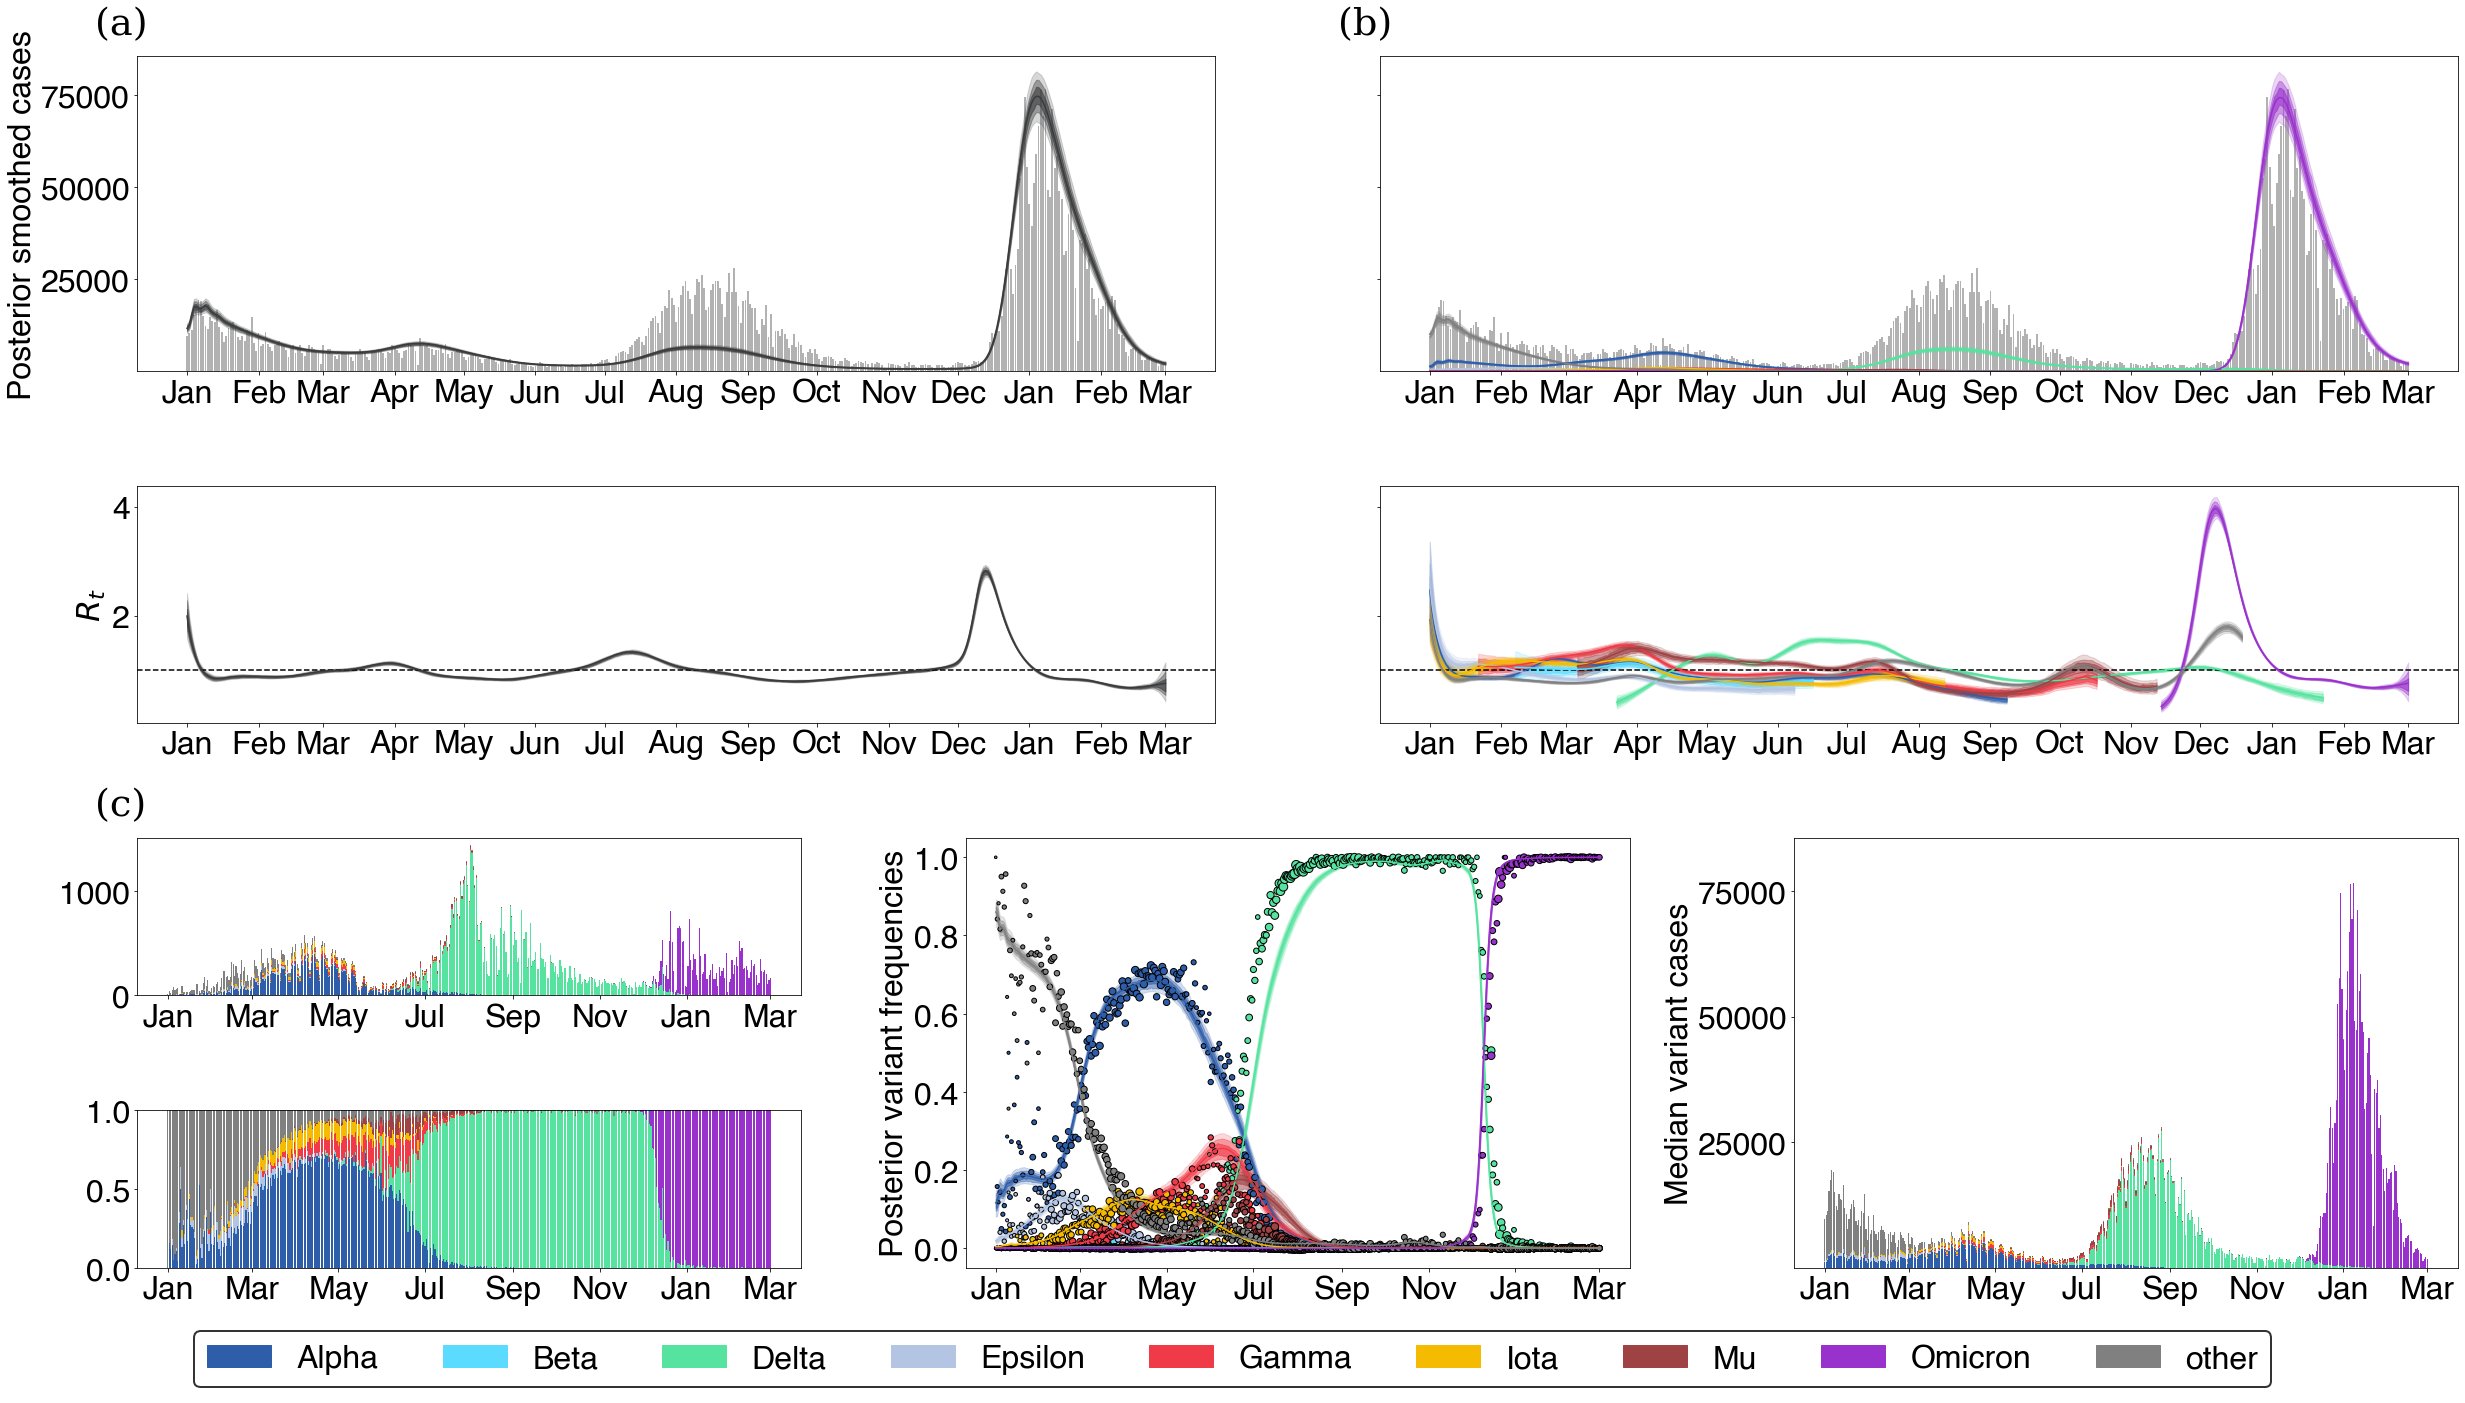 (a)
(b)
Posterior smoothed cases
75000
50000
25000
Jan Feb Mar Apr May Jun Jul Aug Sep Oct Nov Dec Jan Feb Mar
Jan Feb Mar Apr May Jun Jul Aug Sep Oct Nov Dec Jan Feb Mar
R_t
4
2
Jan Feb Mar Apr May Jun Jul Aug Sep Oct Nov Dec Jan Feb Mar
Jan Feb Mar Apr May Jun Jul Aug Sep Oct Nov Dec Jan Feb Mar
(c)
1000
0
Jan Mar May Jul Sep Nov Jan Mar
1.0
0.5
0.0
Jan Mar May Jul Sep Nov Jan Mar
Posterior variant frequencies
1.0
0.8
0.6
0.4
0.2
0.0
Jan Mar May Jul Sep Nov Jan Mar
Median variant cases
75000
50000
25000
Jan Mar May Jul Sep Nov Jan Mar
Alpha Beta Delta Epsilon Gamma Iota Mu Omicron other